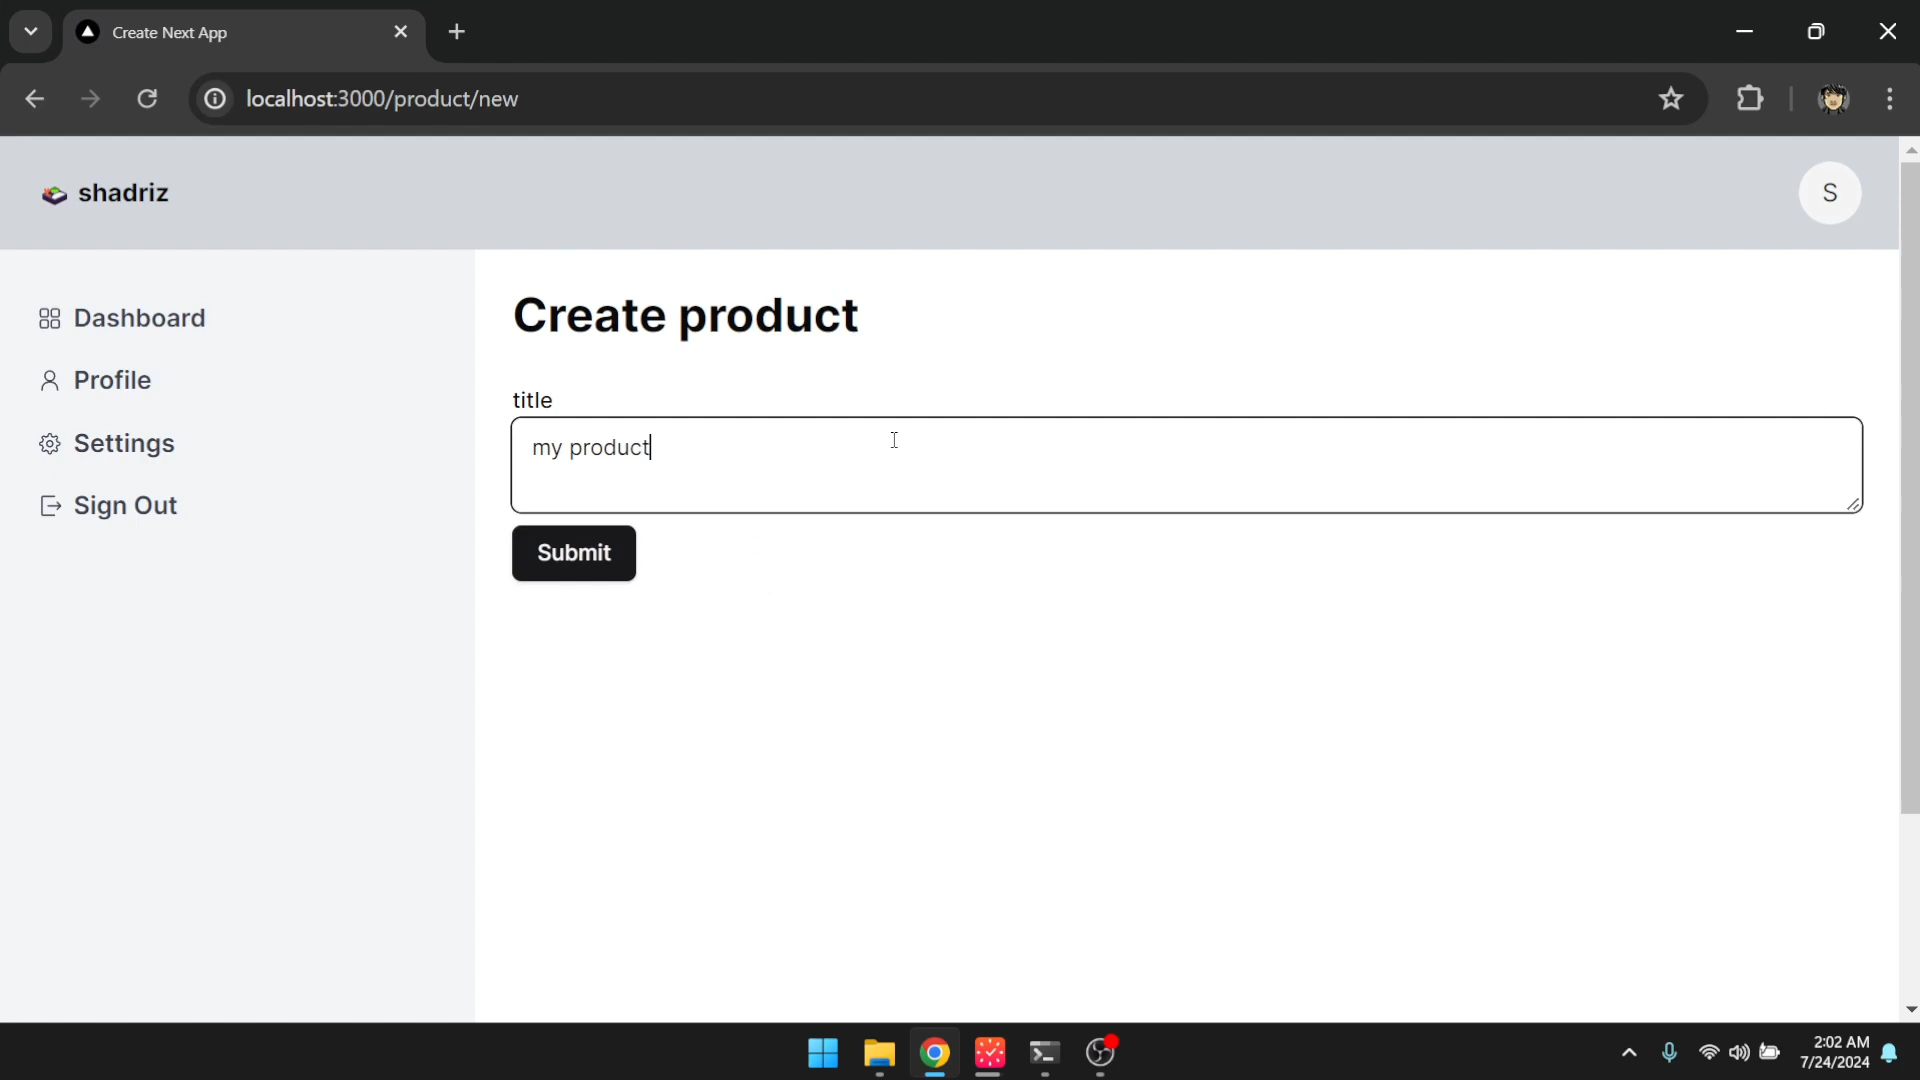 Create Next App
localhost:3000/product/new
shadriz
S
Dashboard
Profile
Settings
Sign Out
Create product
title
my product
Submit
2:02 AM
7/24/2024